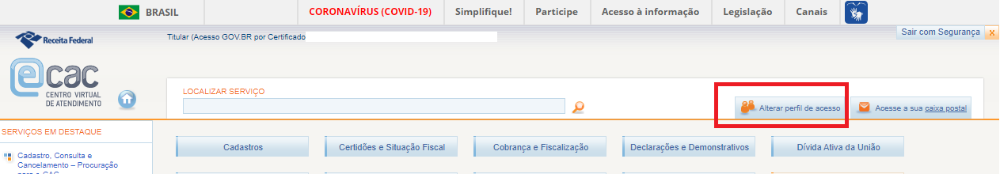 BRASIL
CORONAVÍRUS (COVID-19)
Simplifique!
Participe
Acesso à informação
Legislação
Canais
Receita Federal
Titular (Acesso GOV.BR por Certificado
Sair com Segurança X
eCAC
CENTRO VIRTUAL
DE ATENDIMENTO
LOCALIZAR SERVIÇO
Alterar perfil de acesso
Acesse a sua caixa postal
SERVIÇOS EM DESTAQUE
Cadastros
Certidões e Situação Fiscal
Cobrança e Fiscalização
Declarações e Demonstrativos
Dívida Ativa da União
Cadastro, Consulta e
Cancelamento – Procuração
para e-CAC